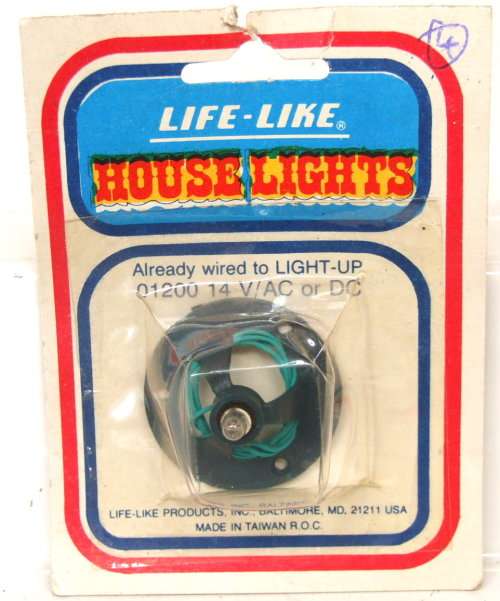 14
LIFE-LIKE®
HOUSE LIGHTS
Already wired to LIGHT-UP
01200 14 V/AC or DC
LIFE-LIKE PRODUCTS, INC., BALTIMORE, MD. 21211 USA
MADE IN TAIWAN R.O.C.